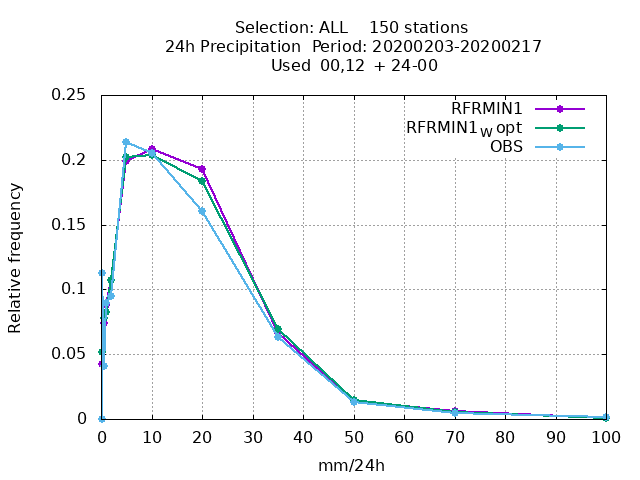 Selection: ALL    150 stations
24h Precipitation  Period: 20200203-20200217
Used  00,12  + 24-00
RFRMIN1
RFRMIN1W opt
OBS
Relative frequency
0.25
0.2
0.15
0.1
0.05
0
0 10 20 30 40 50 60 70 80 90 100
mm/24h